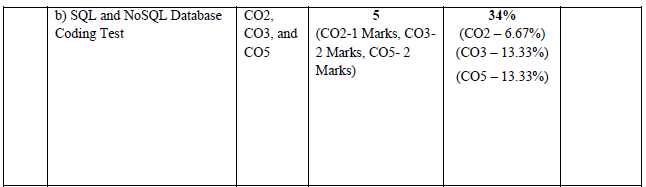 b) SQL and NoSQL Database
Coding Test
CO2,
CO3, and
CO5
5
(CO2-1 Marks, CO3-
2 Marks, CO5- 2
Marks)
34%
(CO2 – 6.67%)
(CO3 – 13.33%)
(CO5 – 13.33%)